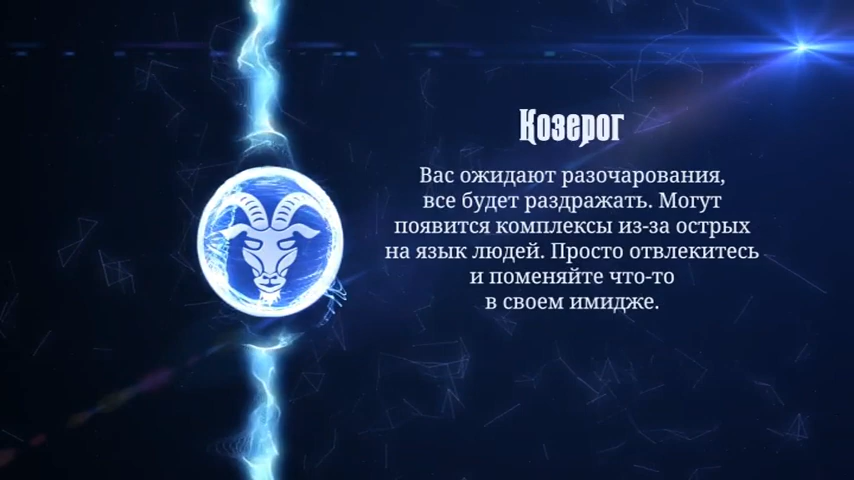 Козерог
Вас ожидают разочарования,
все будет раздражать. Могут
появится комплексы из-за острых
на язык людей. Просто отвлекитесь
и поменяйте что-то
в своем имидже.